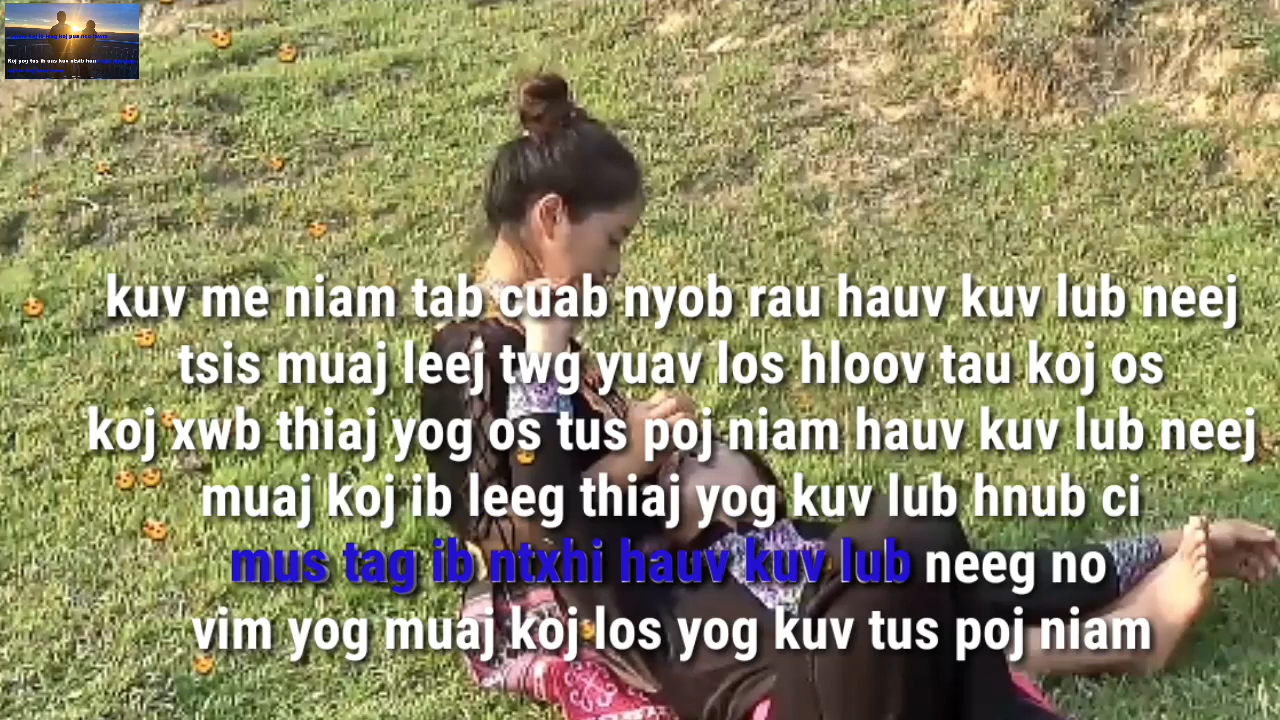 kuv me niam tab cuab nyob rau hauv kuv lub neej
tsis muaj leej twg yuav los hloov tau koj os
koj xwb thiaj yog os tus poj niam hauv kuv lub neej
muaj koj ib leeg thiaj yog kuv lub hnub ci
mus tag ib ntxhi hauv kuv lub neeg no
vim yog muaj koj los yog kuv tus poj niam